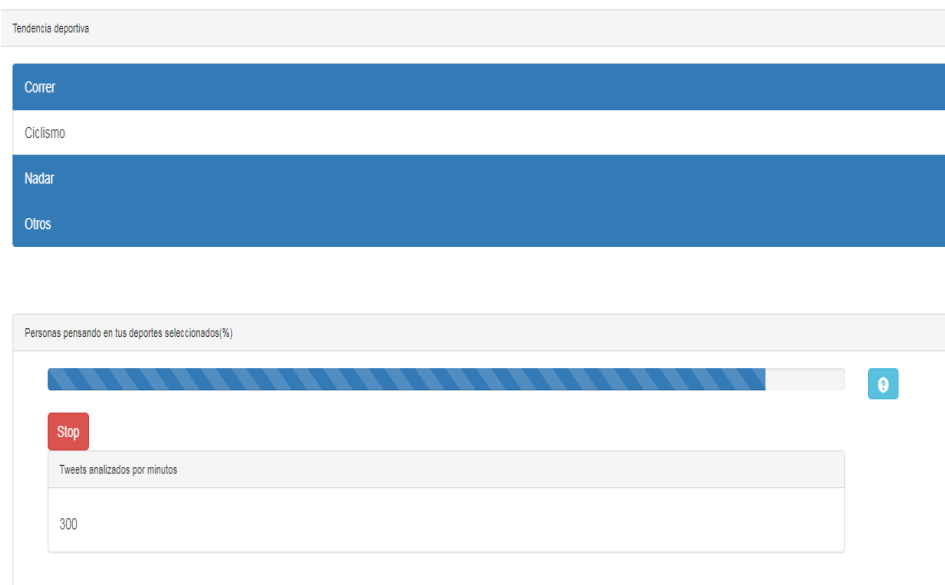 Tendencia deportiva
Correr
Ciclismo
Nadar
Otros
Personas pensando en tus deportes seleccionados(%)
?
Stop
Tweets analizados por minutos
300